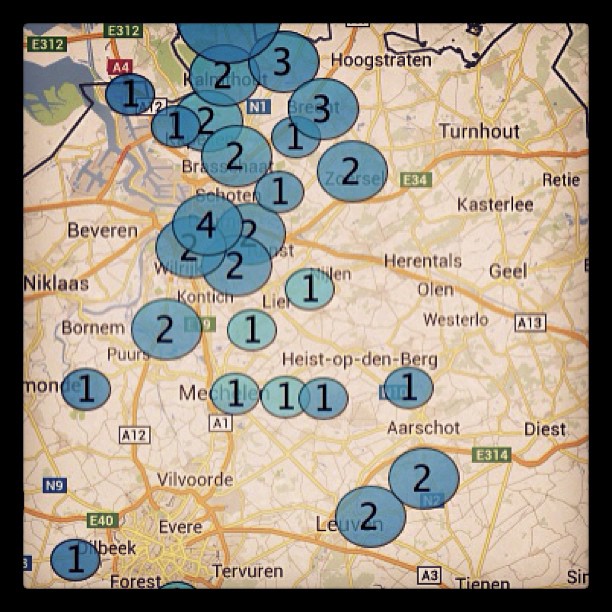 E312
E312
A4
3
Hoogstraten
Kalmthout
2
1
A12
N1
Brecht
3
1
2
1
Turnhout
Brasschaat
2
Zoersel
2
E34
Retie
Schoten
1
Kasterlee
4
Beveren
2
2
2
Wilrijk
Herentals
Geel
Niklaas
Nijlen
1
Olen
Kontich
Lier
Bornem
2
E19
1
Westerlo
A13
Puurs
Heist-op-den-Berg
monde
1
Mechelen
1
1
1
1
N10
A12
A1
Aarschot
Diest
E314
N9
Vilvoorde
2
N2
E40
Evere
Leuven
2
Dilbeek
1
Forest
Tervuren
A3
Tienen